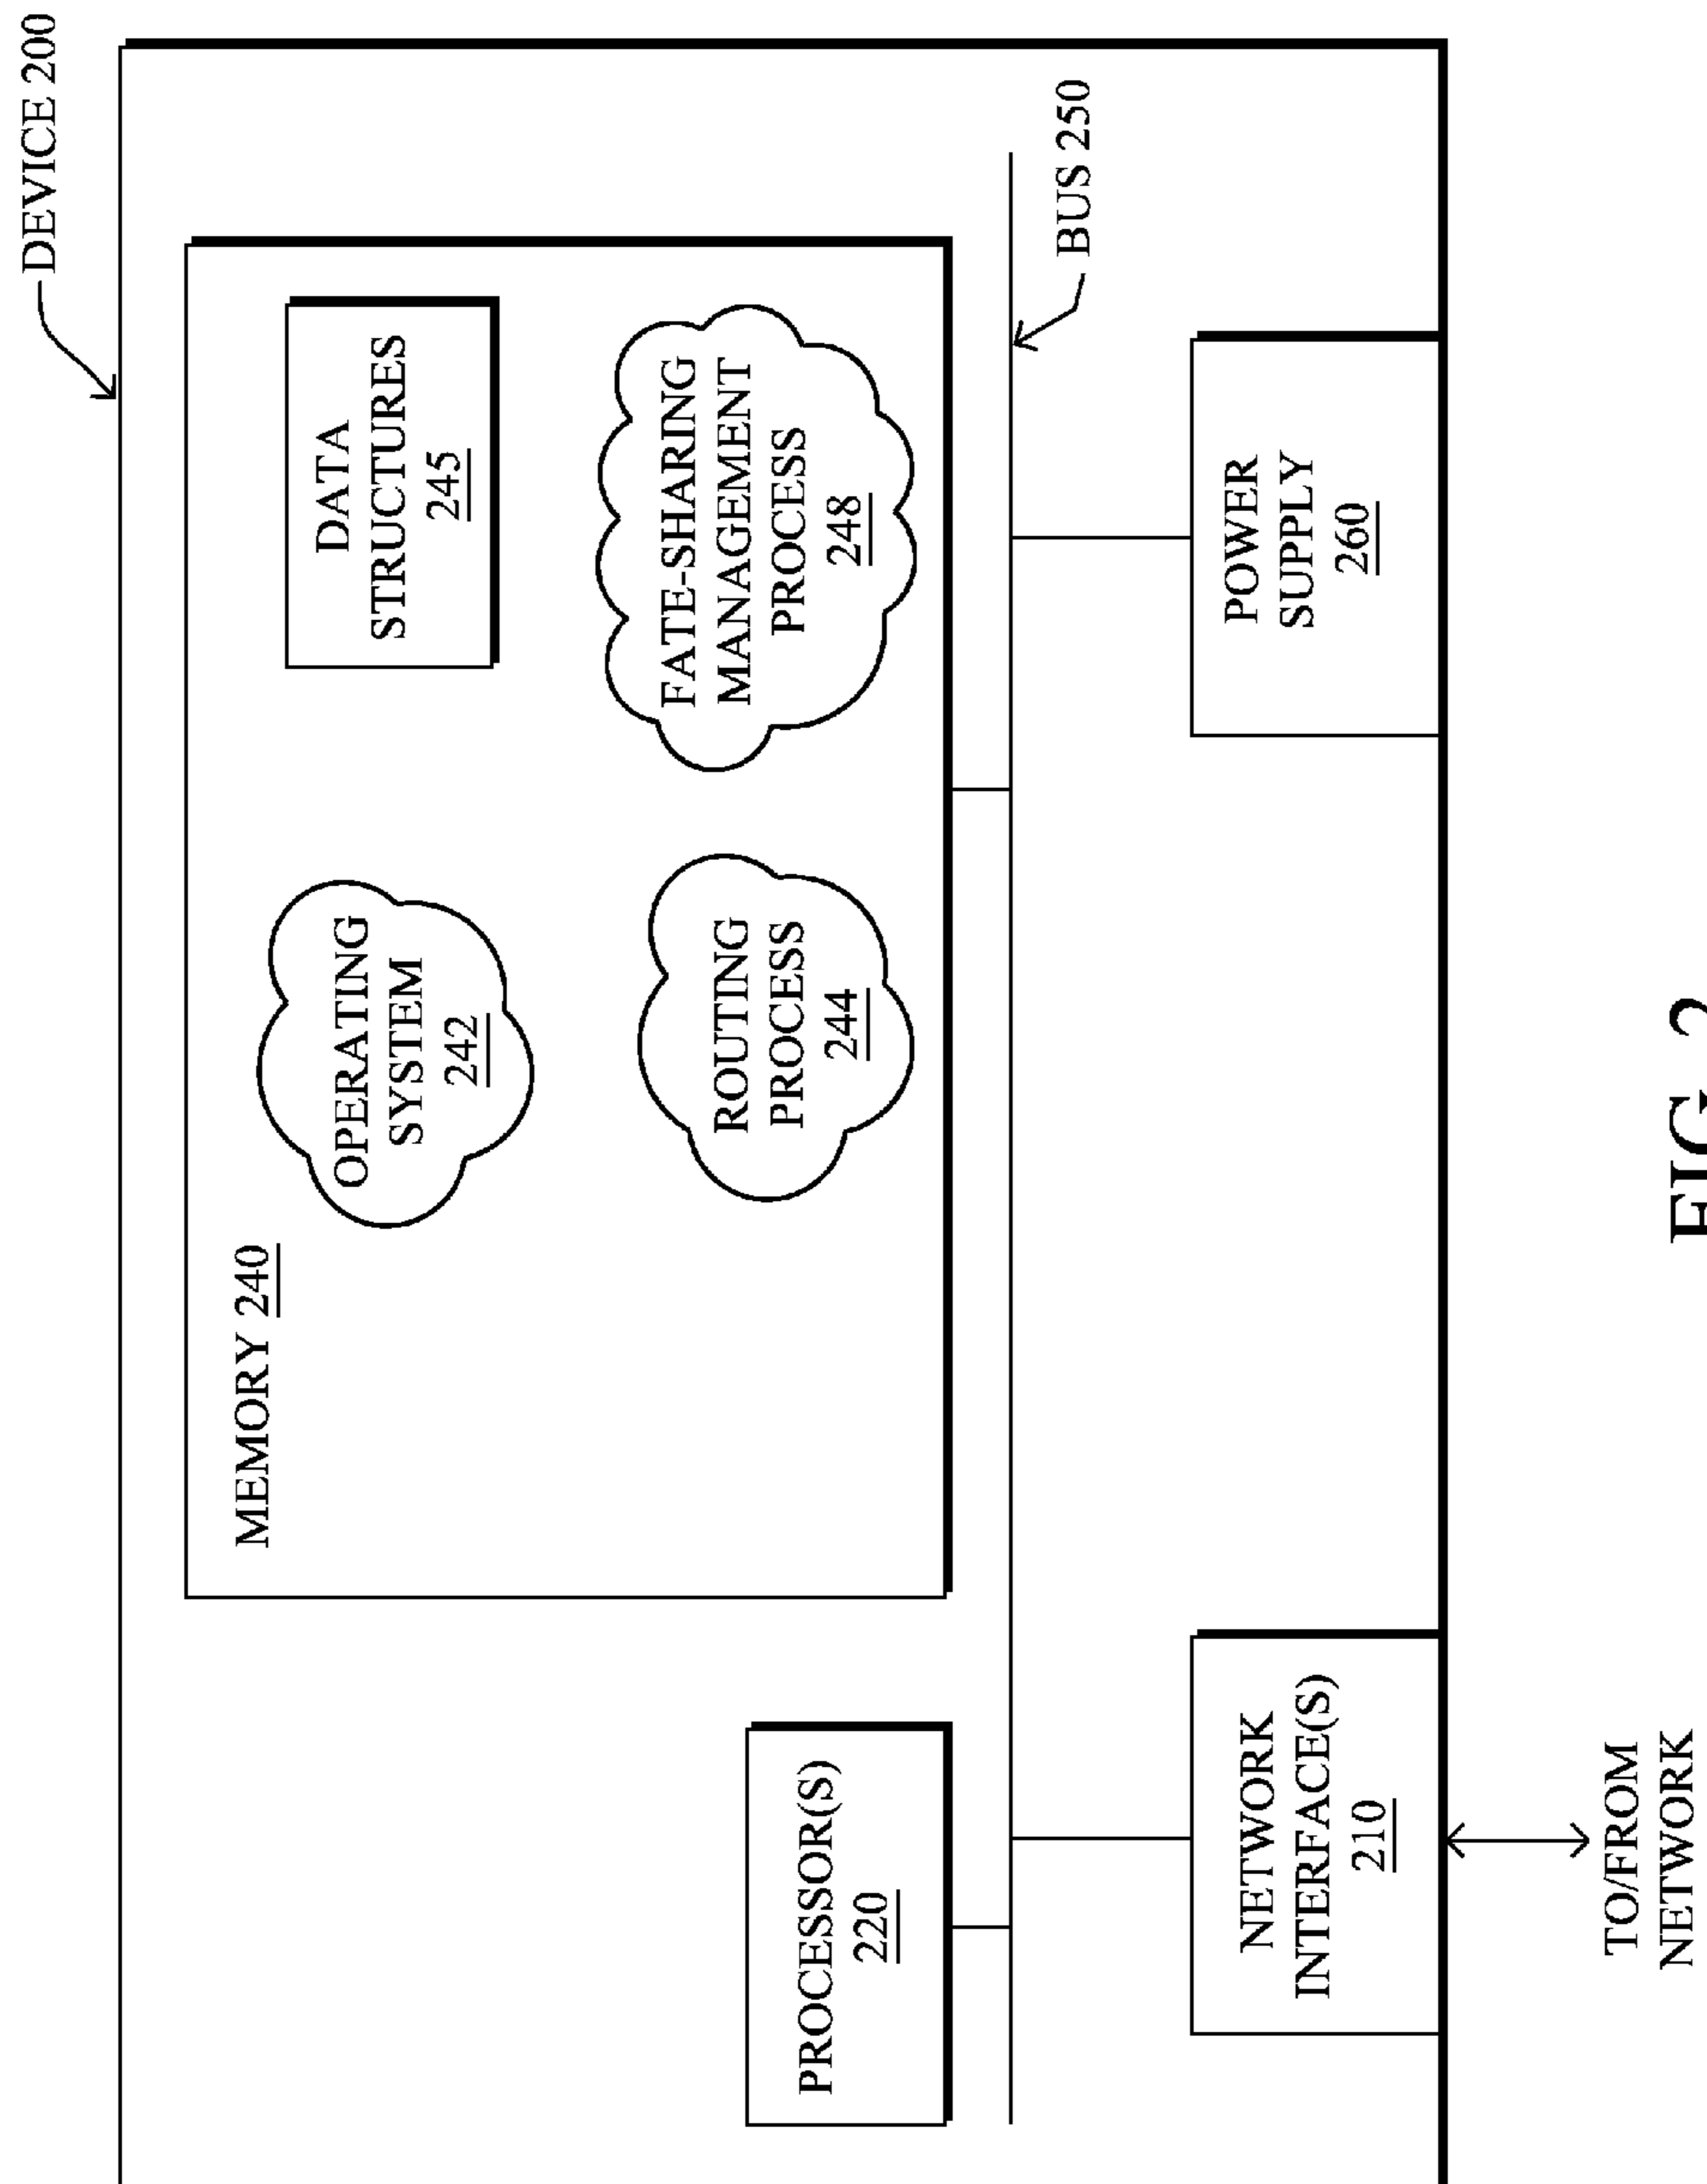 DEVICE 200
MEMORY 240
OPERATING
SYSTEM
242
DATA
STRUCTURES
245
ROUTING
PROCESS
244
FATE-SHARING
MANAGEMENT
PROCESS
248
PROCESSOR(S)
220
BUS 250
NETWORK
INTERFACE(S)
210
POWER
SUPPLY
260
TO/FROM
NETWORK
FIG. 2